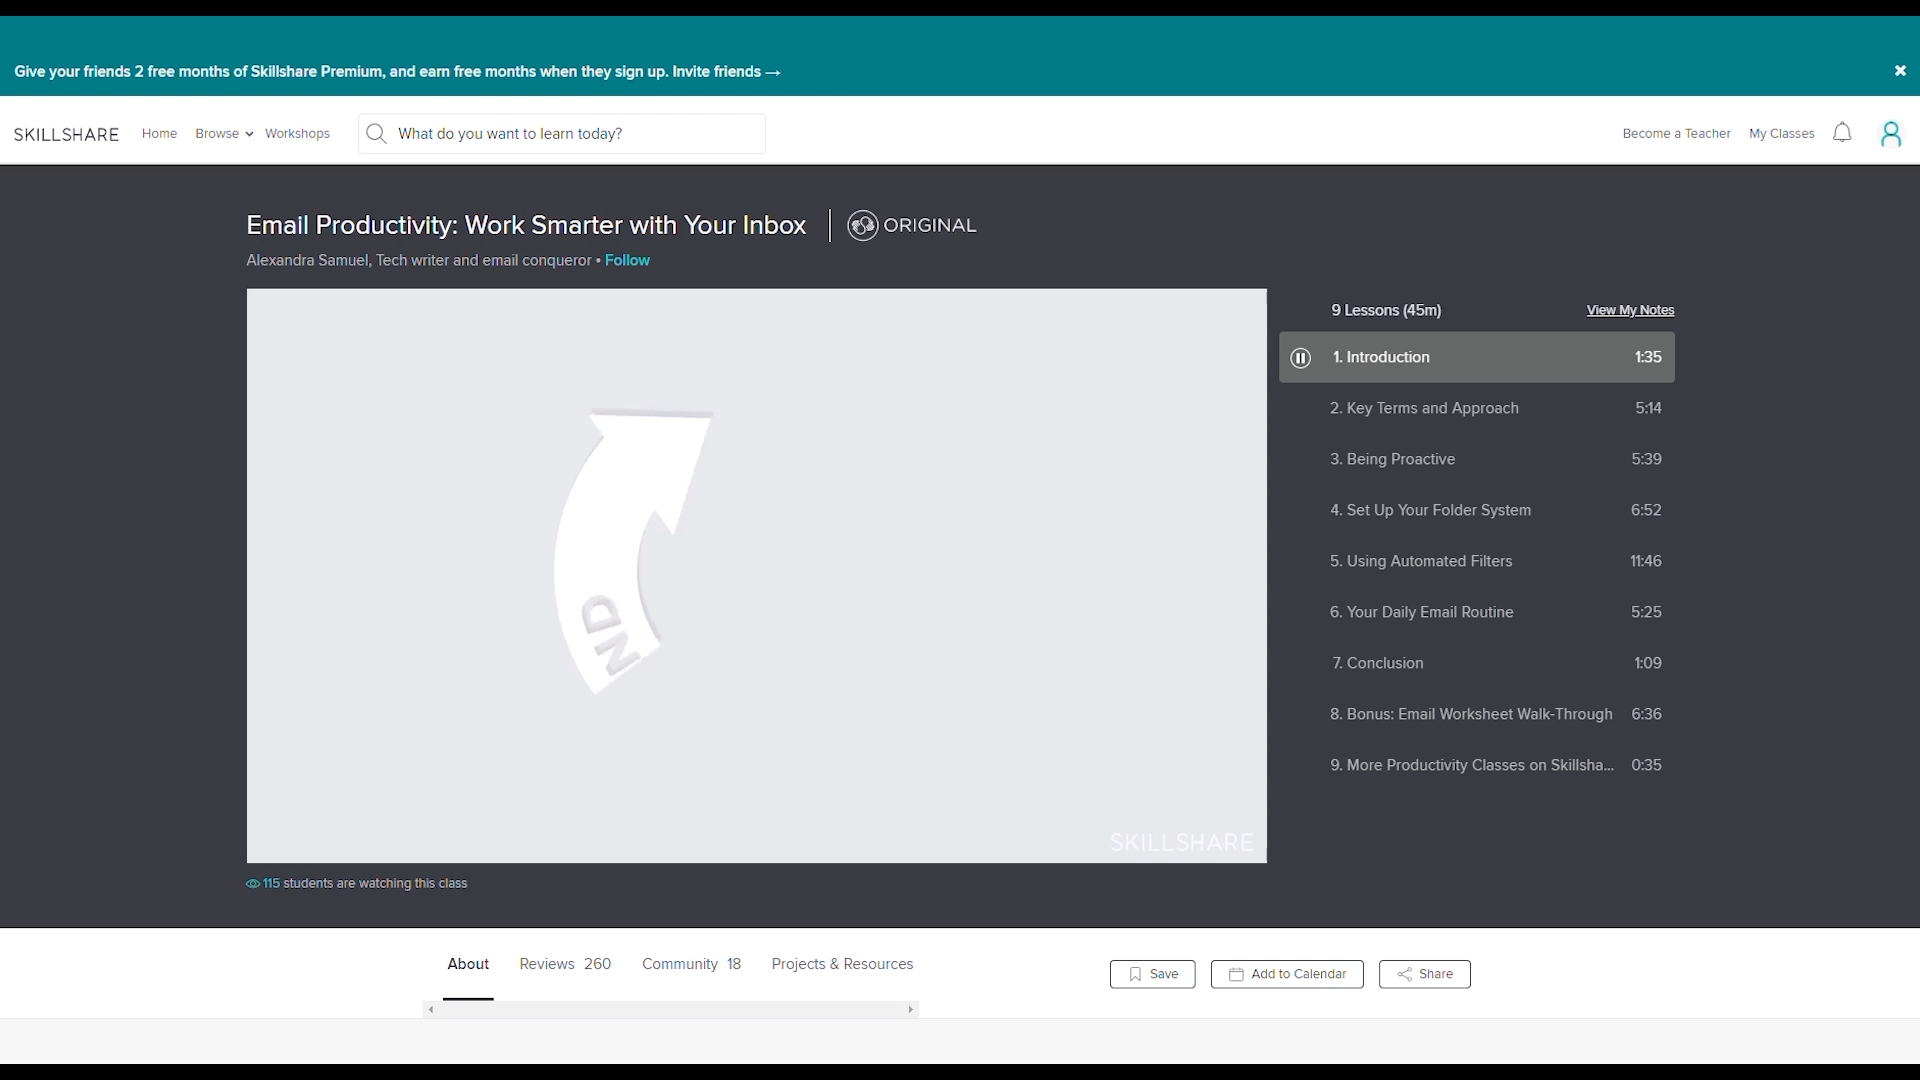 Give your friends 2 free months of Skillshare Premium, and earn free months when they sign up. Invite friends →
SKILLSHARE Home Browse Workshops What do you want to learn today? Become a Teacher My Classes
Email Productivity: Work Smarter with Your Inbox ORIGINAL
Alexandra Samuel, Tech writer and email conqueror • Follow
9 Lessons (45m) View My Notes
1. Introduction 1:35
2. Key Terms and Approach 5:14
3. Being Proactive 5:39
4. Set Up Your Folder System 6:52
5. Using Automated Filters 11:46
6. Your Daily Email Routine 5:25
7. Conclusion 1:09
8. Bonus: Email Worksheet Walk-Through 6:36
9. More Productivity Classes on Skillsha... 0:35
ND
SKILLSHARE
115 students are watching this class
About Reviews 260 Community 18 Projects & Resources Save Add to Calendar Share